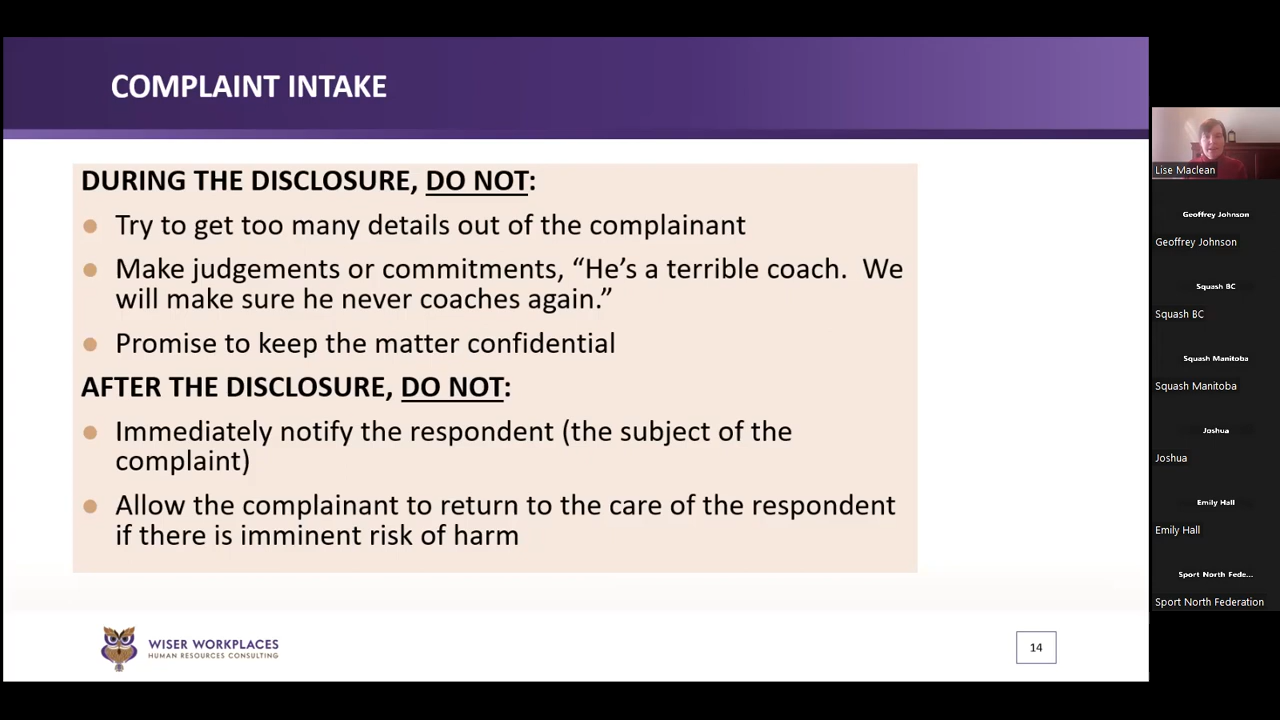 COMPLAINT INTAKE
DURING THE DISCLOSURE, DO NOT:
Try to get too many details out of the complainant
Make judgements or commitments, “He’s a terrible coach.  We
will make sure he never coaches again.”
Promise to keep the matter confidential
AFTER THE DISCLOSURE, DO NOT:
Immediately notify the respondent (the subject of the
complaint)
Allow the complainant to return to the care of the respondent
if there is imminent risk of harm
WISER WORKPLACES
HUMAN RESOURCES CONSULTING
14
Lise Maclean
Geoffrey Johnson
Geoffrey Johnson
Squash BC
Squash BC
Squash Manitoba
Squash Manitoba
Joshua
Joshua
Emily Hall
Emily Hall
Sport North Fede...
Sport North Federation